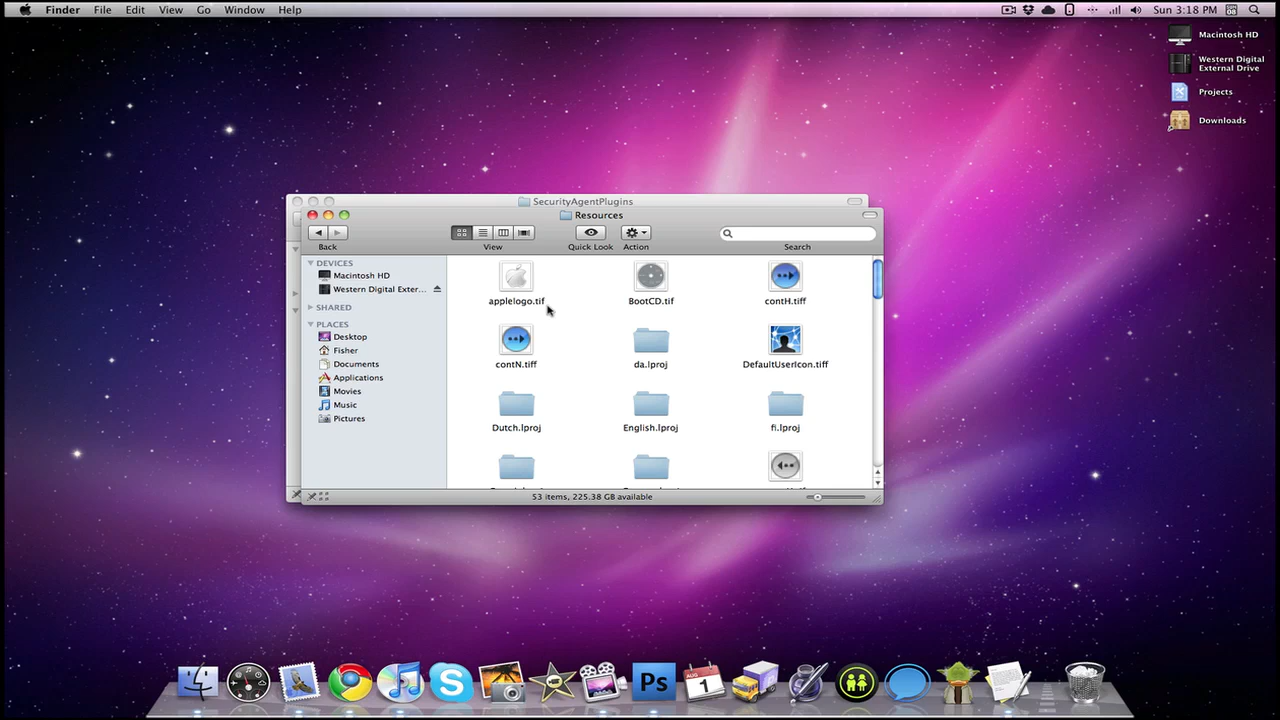 Finder File Edit View Go Window Help Sun 3:18 PM
Macintosh HD
Western Digital
External Drive
Projects
Downloads
SecurityAgentPlugins
Resources
Back View Quick Look Action Search
DEVICES
Macintosh HD
Western Digital Exter...
SHARED
PLACES
Desktop
Fisher
Documents
Applications
Movies
Music
Pictures
applelogo.tif BootCD.tif contH.tiff
contN.tiff da.lproj DefaultUserIcon.tiff
Dutch.lproj English.lproj fi.lproj
53 items, 225.38 GB available
Ps
AUG
1